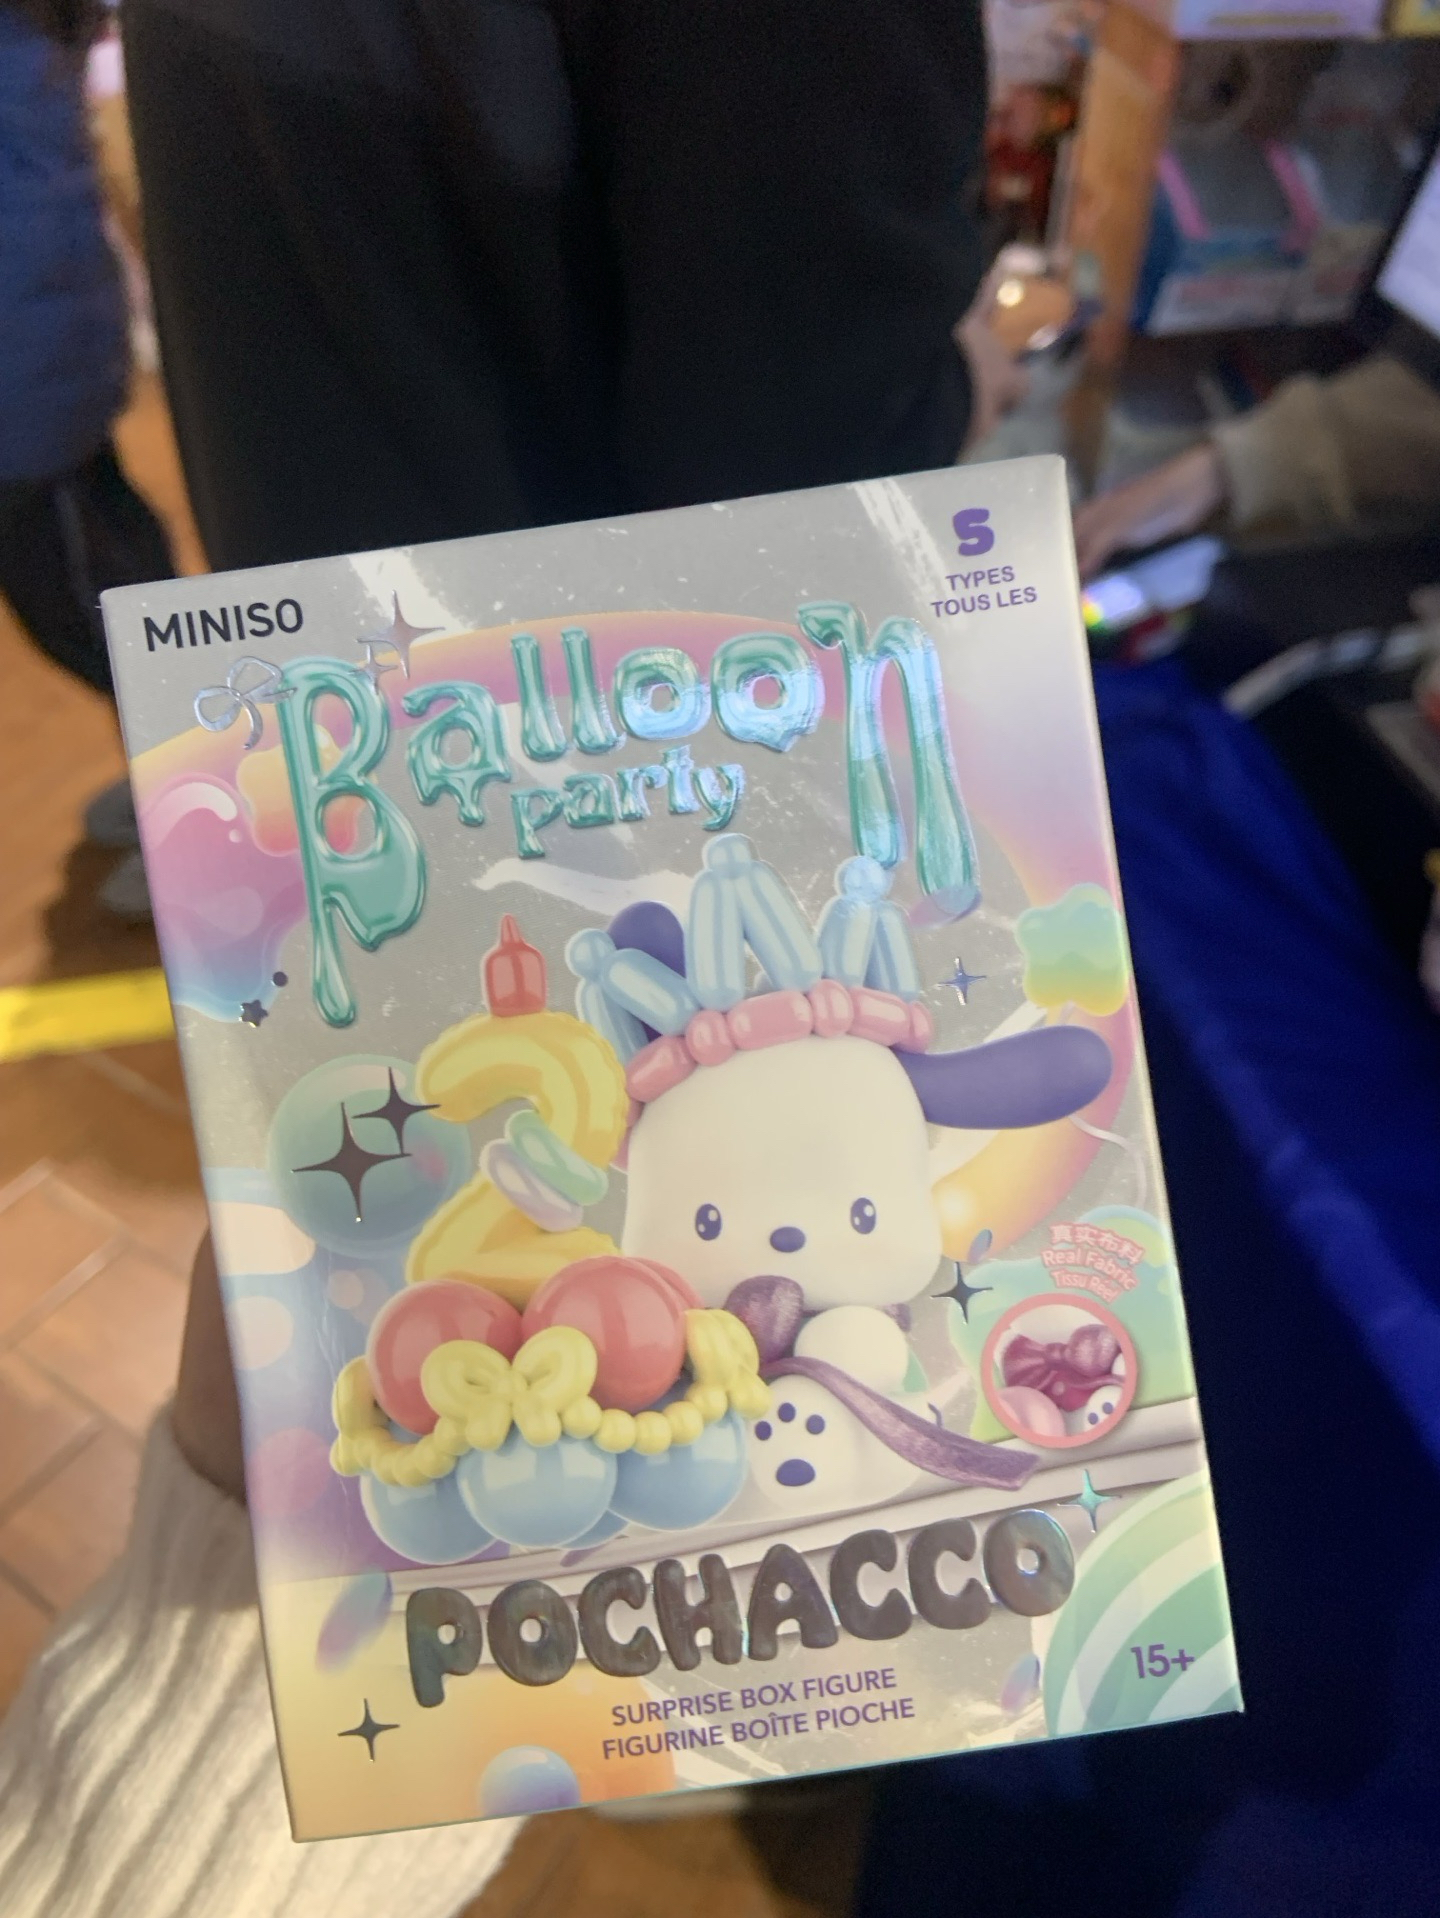 MINISO
5
TYPES
TOUS LES
Balloon
party
2
真实布料
Real Fabric
Tissu Réel
POCHACCO
15+
SURPRISE BOX FIGURE
FIGURINE BOÎTE PIOCHE